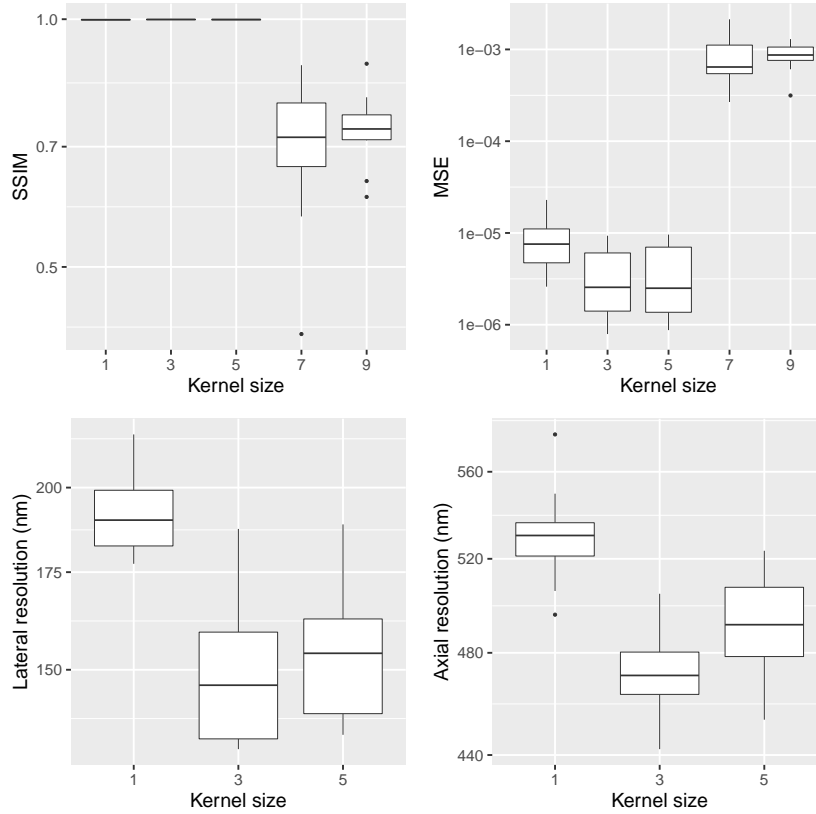 SSIM
1.0
0.7
0.5
1 3 5 7 9
Kernel size
MSE
1e−03
1e−04
1e−05
1e−06
1 3 5 7 9
Kernel size
Lateral resolution (nm)
200
175
150
1 3 5
Kernel size
Axial resolution (nm)
560
520
480
440
1 3 5
Kernel size